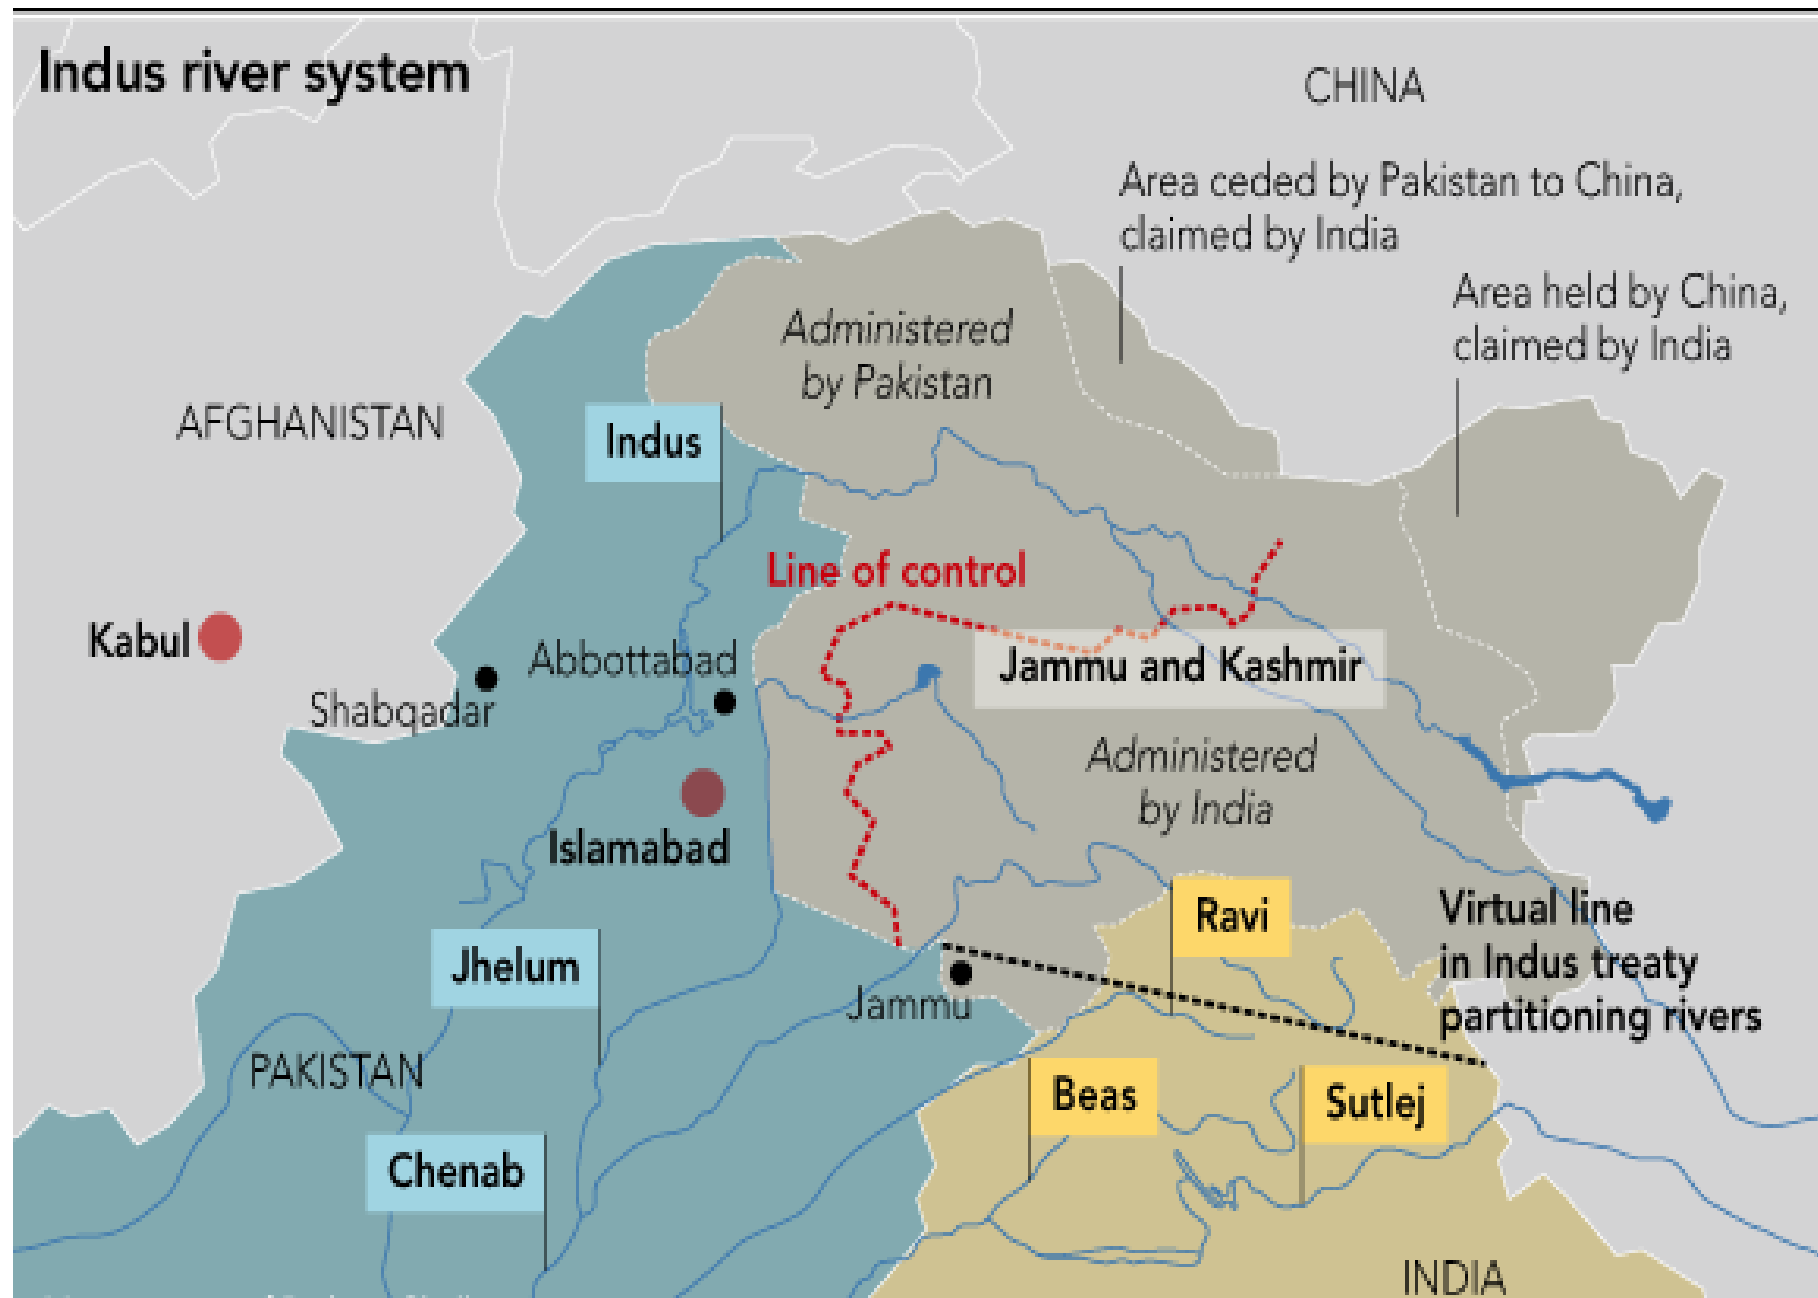 Indus river system
CHINA
Area ceded by Pakistan to China,
claimed by India
Area held by China,
claimed by India
Administered
by Pakistan
AFGHANISTAN
Indus
Line of control
Kabul
Abbottabad
Shabqadar
Jammu and Kashmir
Administered
by India
Islamabad
Ravi
Virtual line
in Indus treaty
partitioning rivers
Jhelum
Jammu
PAKISTAN
Beas
Sutlej
Chenab
INDIA